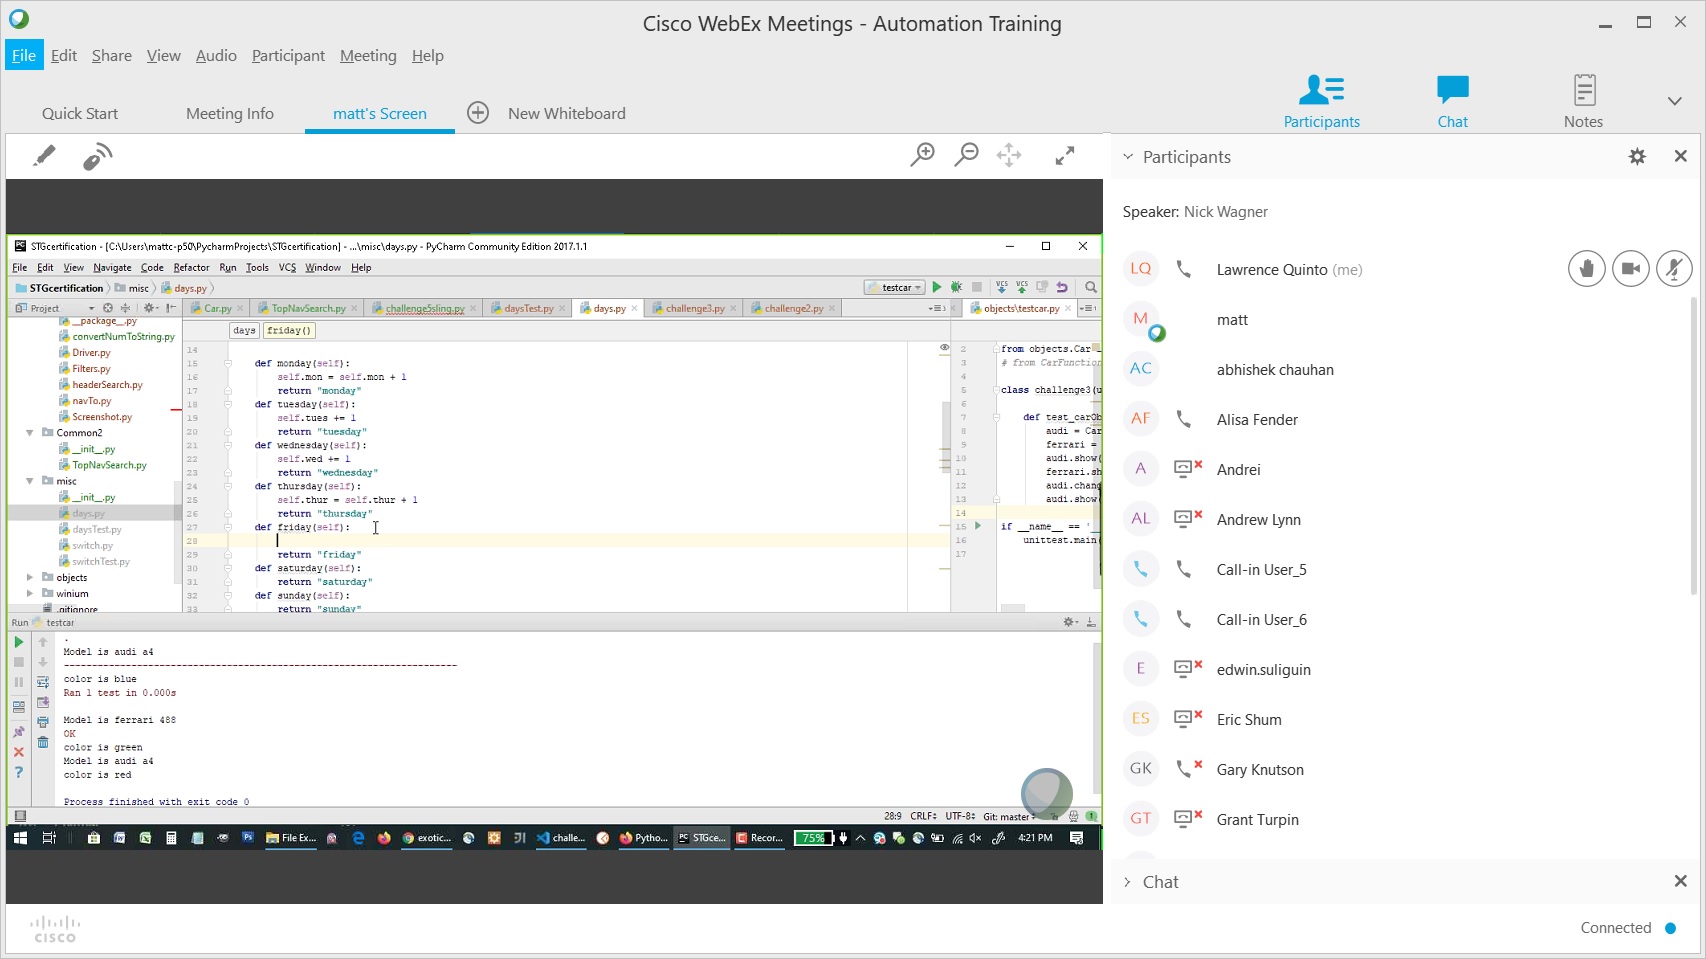 Cisco WebEx Meetings - Automation Training
File Edit Share View Audio Participant Meeting Help
Quick Start Meeting Info matt's Screen New Whiteboard
Participants Chat Notes
STGcertification - [C:\Users\mattc-p50\PycharmProjects\STGcertification] - ...\misc\days.py - PyCharm Community Edition 2017.1.1
File Edit View Navigate Code Refactor Run Tools VCS Window Help
STGcertification misc days.py testcar VCS VCS
Project Car.py TopNavSearch.py challenge5sling.py daysTest.py days.py challenge3.py challenge2.py objects\testcar.py
__package__.py
convertNumToString.py
Driver.py
Filters.py
headerSearch.py
navTo.py
Screenshot.py
Common2
__init__.py
TopNavSearch.py
misc
__init__.py
days.py
daysTest.py
switch.py
switchTest.py
objects
winium
.gitignore
days friday()
14
15 def monday(self):
16 self.mon = self.mon + 1
17 return "monday"
18 def tuesday(self):
19 self.tues += 1
20 return "tuesday"
21 def wednesday(self):
22 self.wed += 1
23 return "wednesday"
24 def thursday(self):
25 self.thur = self.thur + 1
26 return "thursday"
27 def friday(self):
28
29 return "friday"
30 def saturday(self):
31 return "saturday"
32 def sunday(self):
33 return "sunday"
2 from objects.Car
3 # from CarFunction
4
5 class challenge3(u
6
7 def test_carOb
8 audi = Car
9 ferrari =
10 audi.show(
11 ferrari.sh
12 audi.chang
13 audi.show(
14
15 if __name__ == '_
16 unittest.main(
17
Run testcar
.
Model is audi a4
----------------------------------------------------------------------
color is blue
Ran 1 test in 0.000s
Model is ferrari 488
OK
color is green
Model is audi a4
color is red
Process finished with exit code 0
28:9 CRLF÷ UTF-8÷ Git: master÷
File Ex... exotic... challe... Pytho... STGce... Recor... 75% 4:21 PM
Participants
Speaker: Nick Wagner
LQ Lawrence Quinto (me)
M matt
AC abhishek chauhan
AF Alisa Fender
A Andrei
AL Andrew Lynn
Call-in User_5
Call-in User_6
E edwin.suliguin
ES Eric Shum
GK Gary Knutson
GT Grant Turpin
Chat
CISCO
Connected